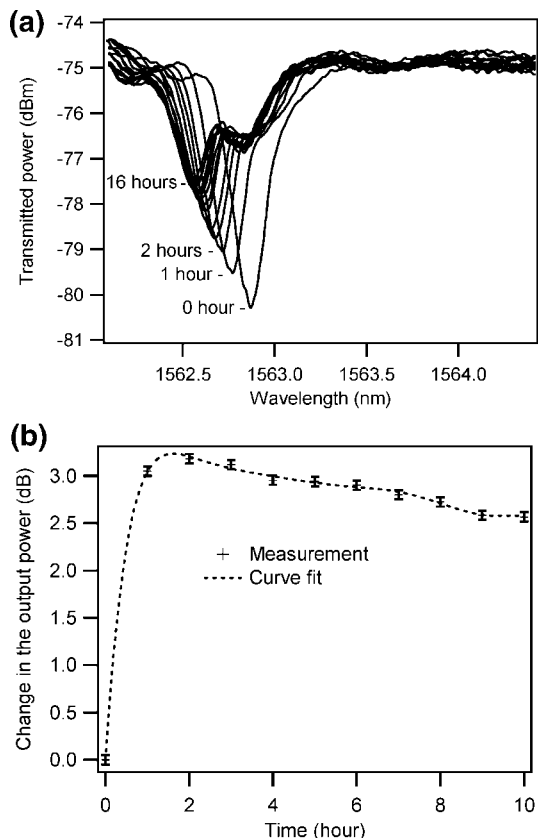 (a)
-74
-75
-76
-77
-78
-79
-80
-81
Transmitted power (dBm)
16 hours -
2 hours -
1 hour -
0 hour -
1562.5 1563.0 1563.5 1564.0
Wavelength (nm)
(b)
3.0
2.5
2.0
1.5
1.0
0.5
0.0
Change in the output power (dB)
Measurement
Curve fit
0 2 4 6 8 10
Time (hour)